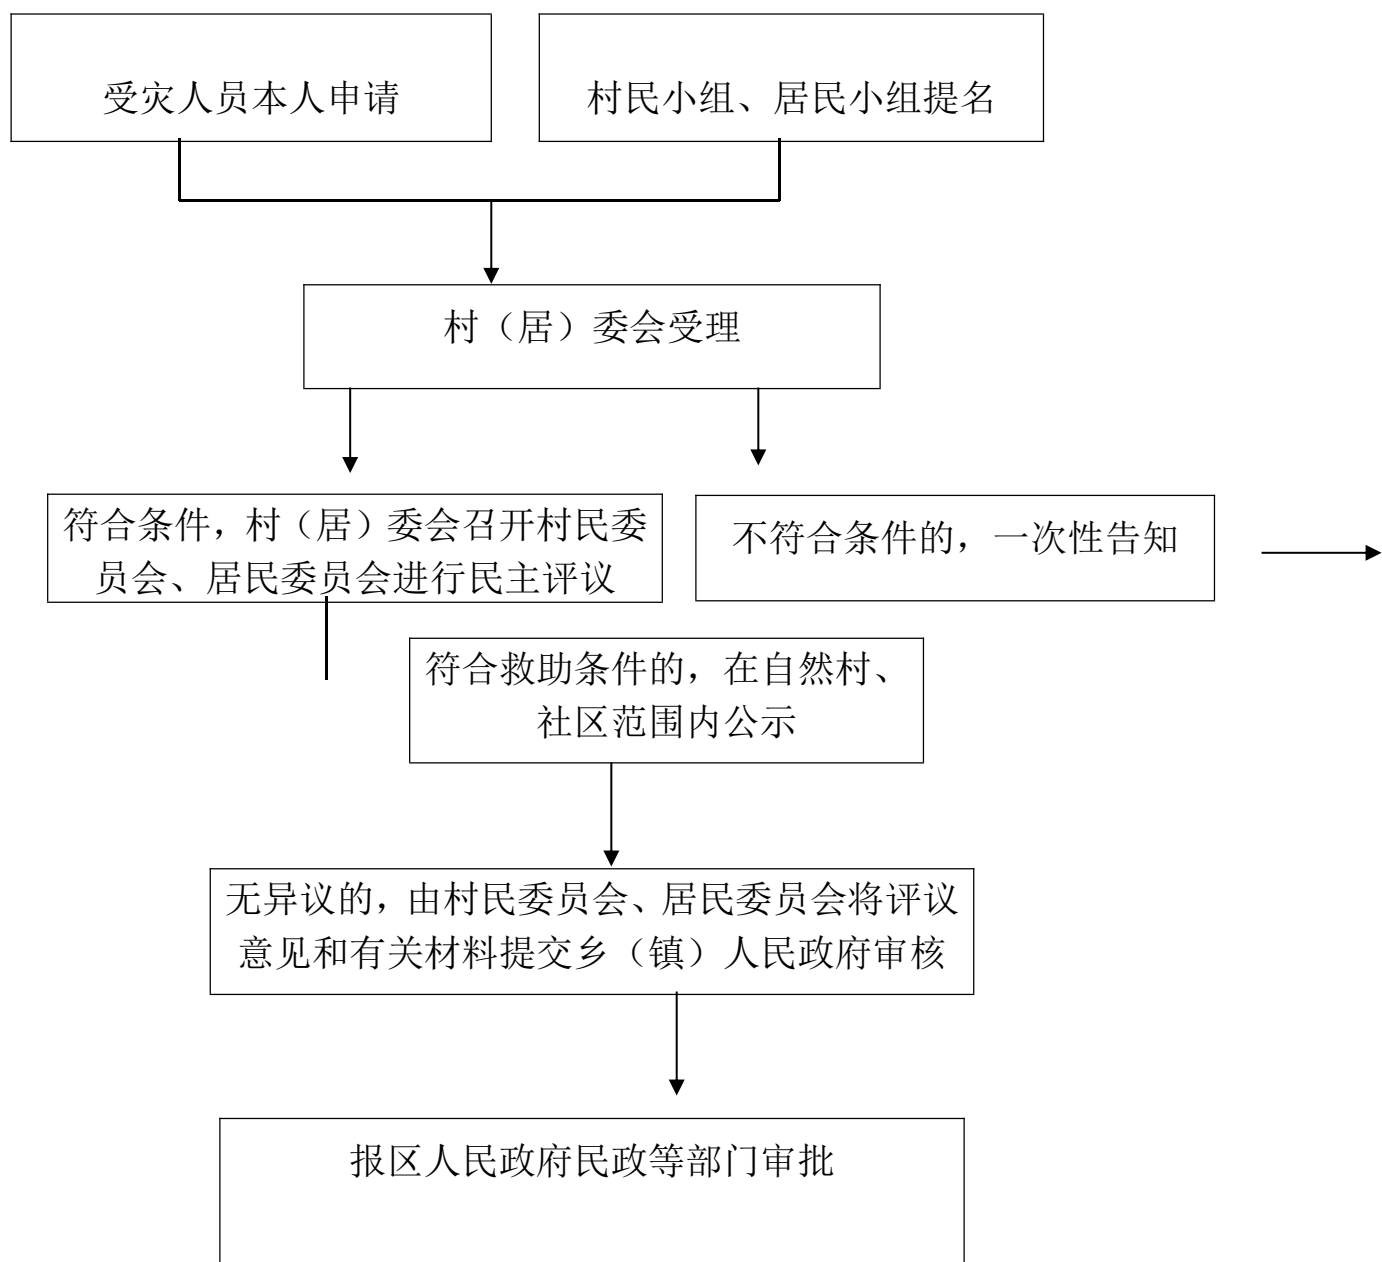 受灾人员本人申请
村民小组、居民小组提名
村（居）委会受理
符合条件，村（居）委会召开村民委
员会、居民委员会进行民主评议
不符合条件的，一次性告知
符合救助条件的，在自然村、
社区范围内公示
无异议的，由村民委员会、居民委员会将评议
意见和有关材料提交乡（镇）人民政府审核
报区人民政府民政等部门审批